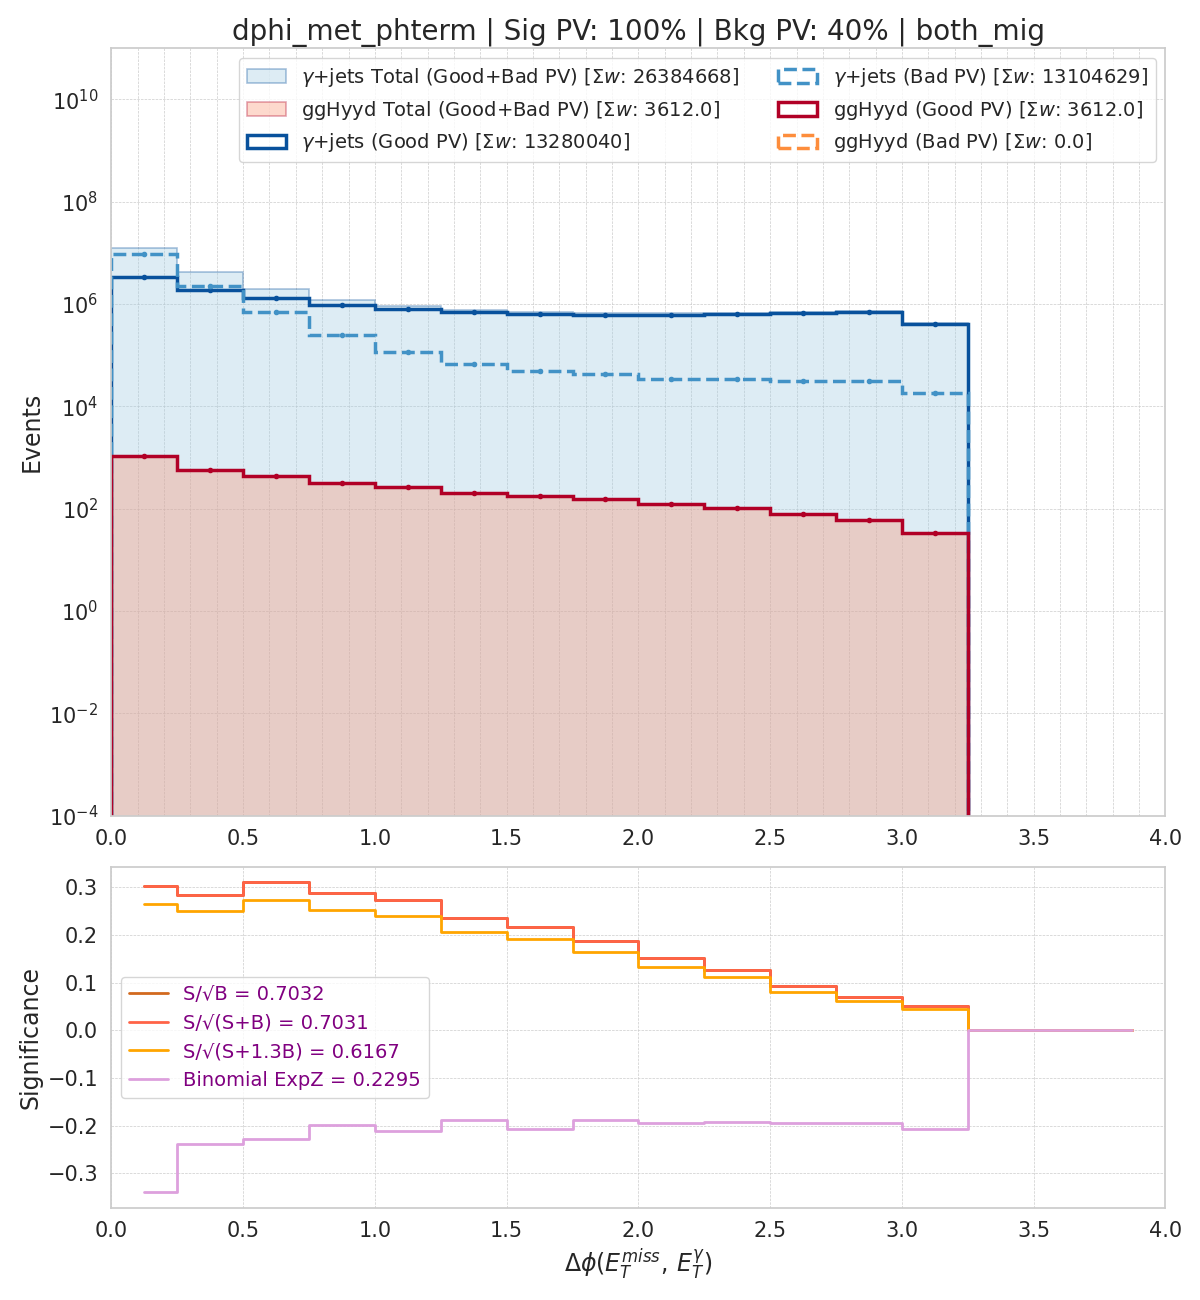 dphi_met_phterm | Sig PV: 100% | Bkg PV: 40% | both_mig
γ+jets Total (Good+Bad PV) [Σw: 26384668]
ggHyyd Total (Good+Bad PV) [Σw: 3612.0]
γ+jets (Good PV) [Σw: 13280040]
γ+jets (Bad PV) [Σw: 13104629]
ggHyyd (Good PV) [Σw: 3612.0]
ggHyyd (Bad PV) [Σw: 0.0]
Events
10^10
10^8
10^6
10^4
10^2
10^0
10^−2
10^−4
0.0 0.5 1.0 1.5 2.0 2.5 3.0 3.5 4.0
Significance
0.3
0.2
0.1
0.0
−0.1
−0.2
−0.3
S/√B = 0.7032
S/√(S+B) = 0.7031
S/√(S+1.3B) = 0.6167
Binomial ExpZ = 0.2295
0.0 0.5 1.0 1.5 2.0 2.5 3.0 3.5 4.0
Δϕ(E_T^miss, E_T^γ)